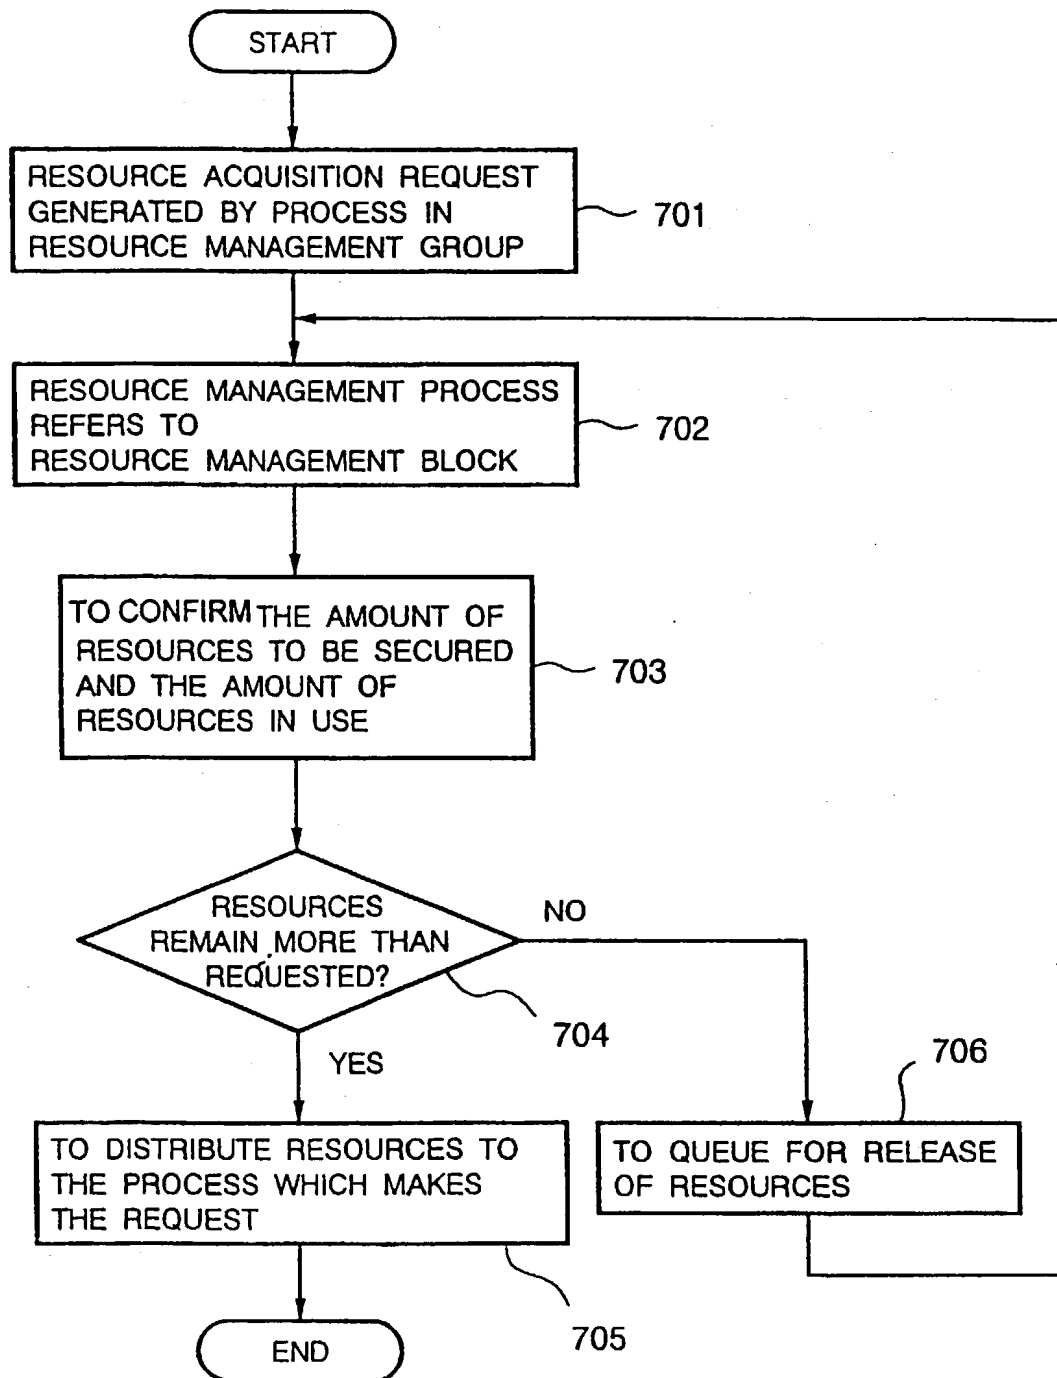 START
RESOURCE ACQUISITION REQUEST
GENERATED BY PROCESS IN
RESOURCE MANAGEMENT GROUP
701
RESOURCE MANAGEMENT PROCESS
REFERS TO
RESOURCE MANAGEMENT BLOCK
702
TO CONFIRM THE AMOUNT OF
RESOURCES TO BE SECURED
AND THE AMOUNT OF
RESOURCES IN USE
703
RESOURCES
REMAIN MORE THAN
REQUESTED?
NO
704
YES
706
TO DISTRIBUTE RESOURCES TO
THE PROCESS WHICH MAKES
THE REQUEST
TO QUEUE FOR RELEASE
OF RESOURCES
705
END